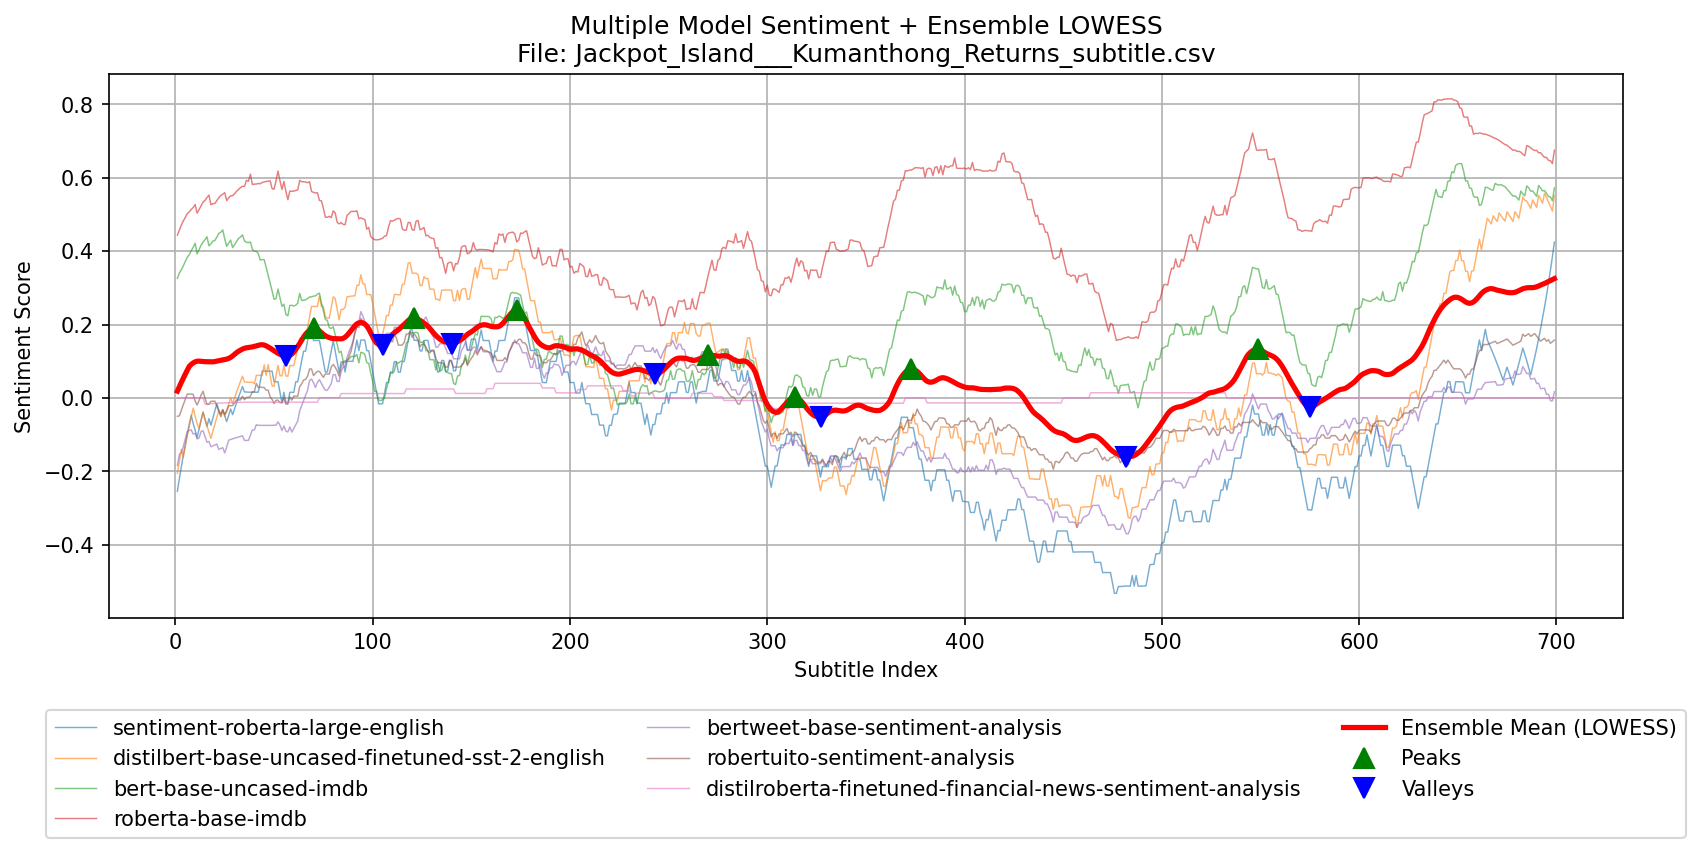 Multiple Model Sentiment + Ensemble LOWESS
File: Jackpot_Island___Kumanthong_Returns_subtitle.csv
Sentiment Score
0.8
0.6
0.4
0.2
0.0
−0.2
−0.4
0 100 200 300 400 500 600 700
Subtitle Index
sentiment-roberta-large-english
distilbert-base-uncased-finetuned-sst-2-english
bert-base-uncased-imdb
roberta-base-imdb
bertweet-base-sentiment-analysis
robertuito-sentiment-analysis
distilroberta-finetuned-financial-news-sentiment-analysis
Ensemble Mean (LOWESS)
Peaks
Valleys